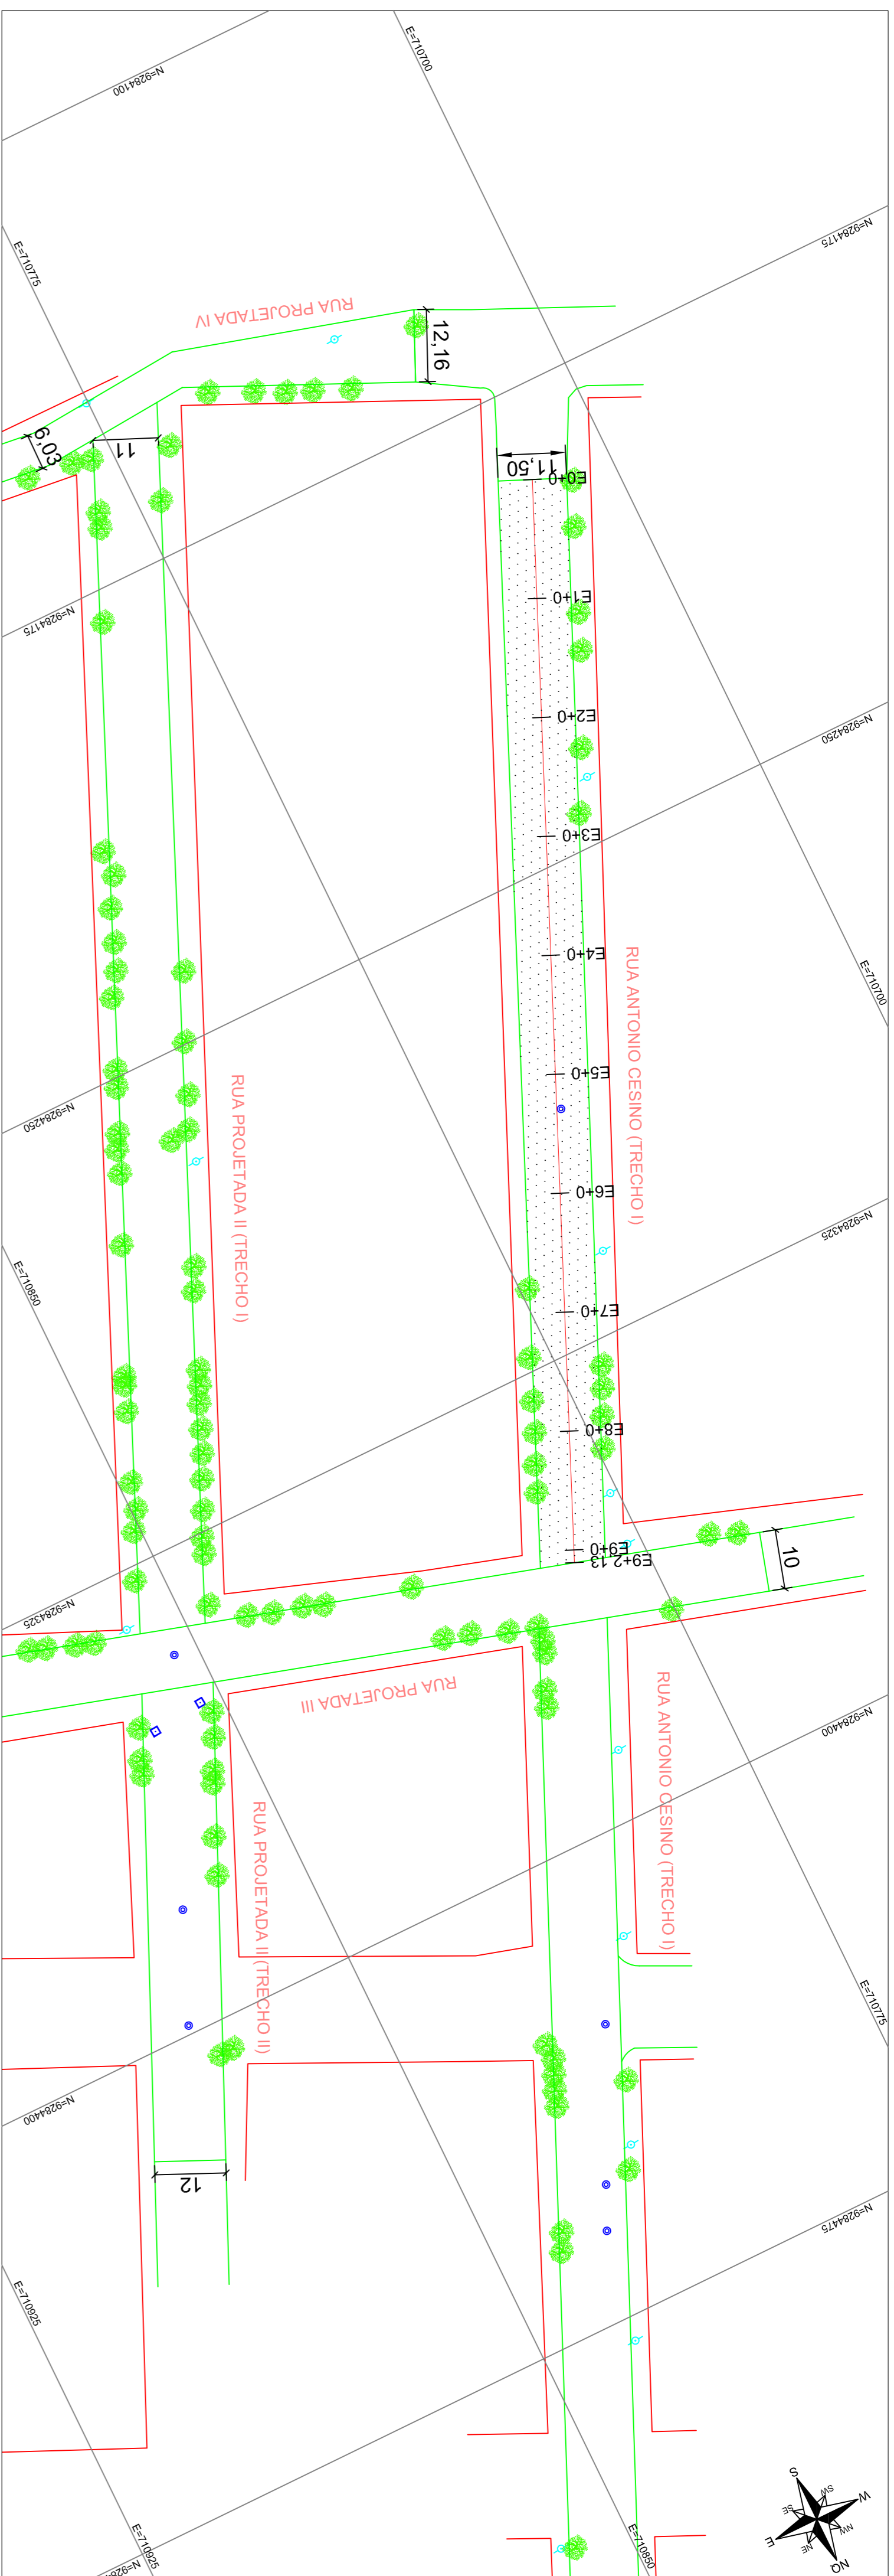 E=710700
N=9284100
N=9284175
E=710775
RUA PROJETADA IV
12,16
6,03
11
11,50
E0+0
E1+0
N=9284175
E2+0
N=9284250
E3+0
E4+0
E=710700
RUA ANTONIO CESINO (TRECHO I)
E5+0
N=9284250
RUA PROJETADA II (TRECHO I)
E6+0
N=9284325
E=710850
E7+0
E8+0
E9+0
E9+2.13
10
N=9284325
RUA PROJETADA III
N=9284400
RUA ANTONIO CESINO (TRECHO I)
RUA PROJETADA II (TRECHO II)
E=710775
N=9284400
12
N=9284475
E=710925
E=710925
E=710850
S
SW
W
SE
NW
E
NE
NO